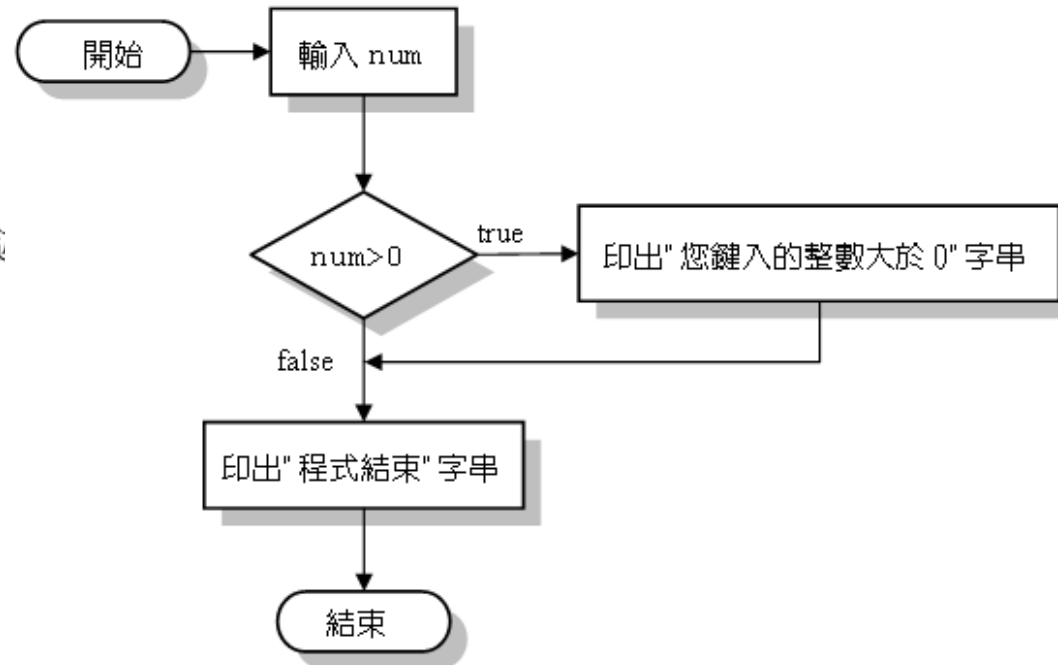 開始
輸入 num
num>0
true
印出"您鍵入的整數大於 0"字串
false
印出"程式結束"字串
結束